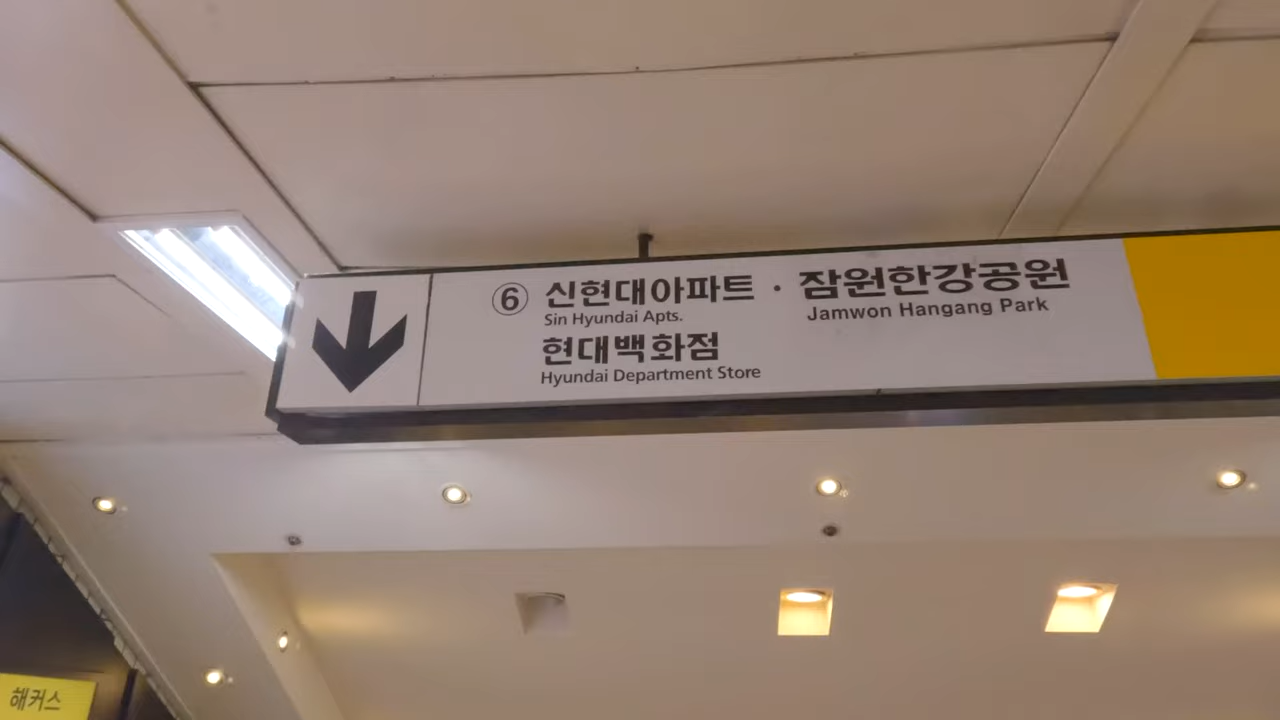 ⑥ 신현대아파트 · 잠원한강공원
Sin Hyundai Apts. Jamwon Hangang Park
현대백화점
Hyundai Department Store
해커스